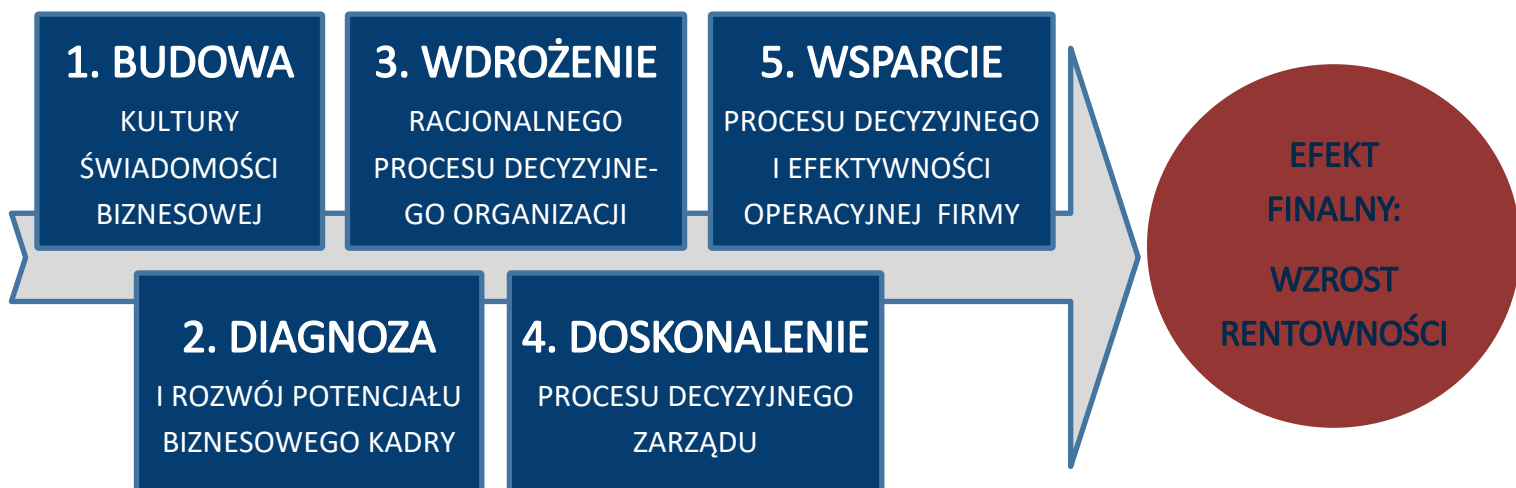 1. BUDOWA
KULTURY
ŚWIADOMOŚCI
BIZNESOWEJ
2. DIAGNOZA
I ROZWÓJ POTENCJAŁU
BIZNESOWEGO KADRY
3. WDROŻENIE
RACJONALNEGO
PROCESU DECYZYJNE-
GO ORGANIZACJI
4. DOSKONALENIE
PROCESU DECYZYJNEGO
ZARZĄDU
5. WSPARCIE
PROCESU DECYZYJNEGO
I EFEKTYWNOŚCI
OPERACYJNEJ FIRMY
EFEKT
FINALNY:
WZROST
RENTOWNOŚCI